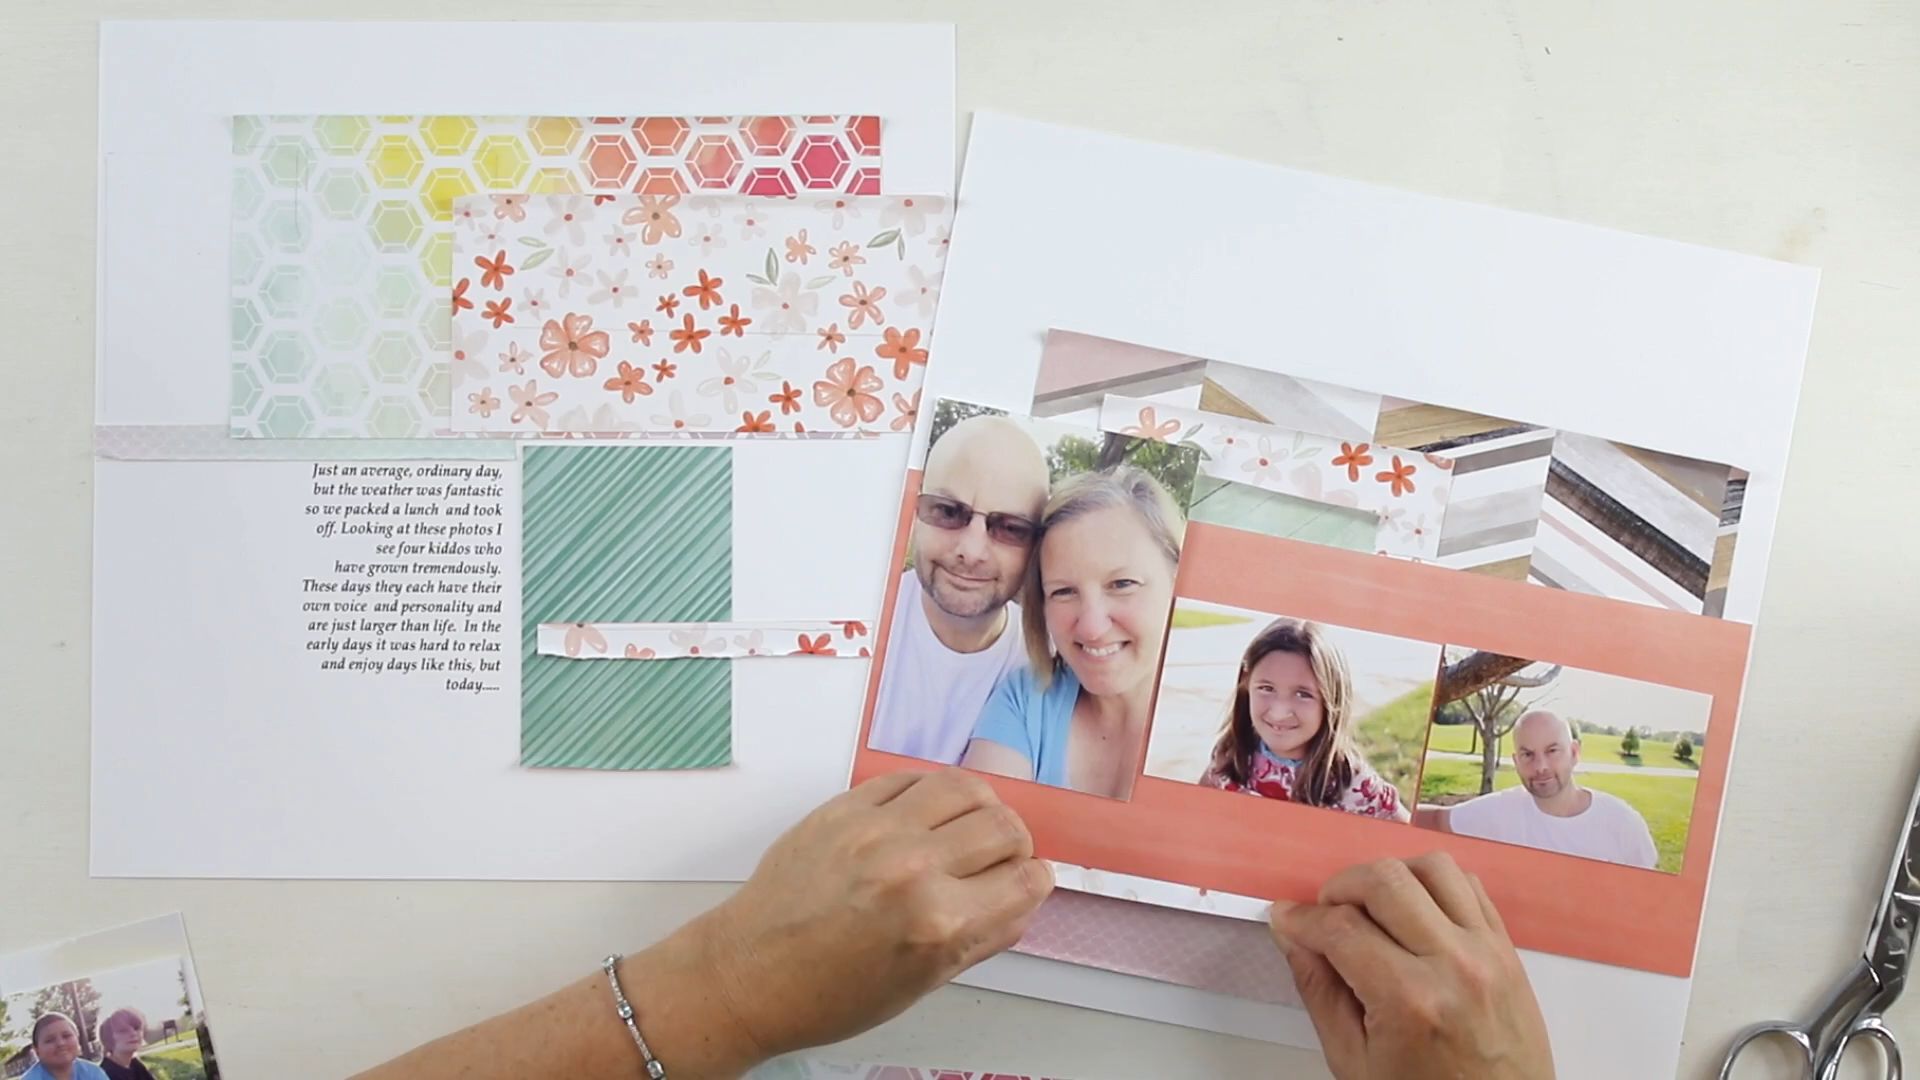 Just an average, ordinary day,
but the weather was fantastic
so we packed a lunch and took
off. Looking at these photos I
see four kiddos who
have grown tremendously.
These days they each have their
own voice and personality and
are just larger than life. In the
early days it was hard to relax
and enjoy days like this, but
today.....